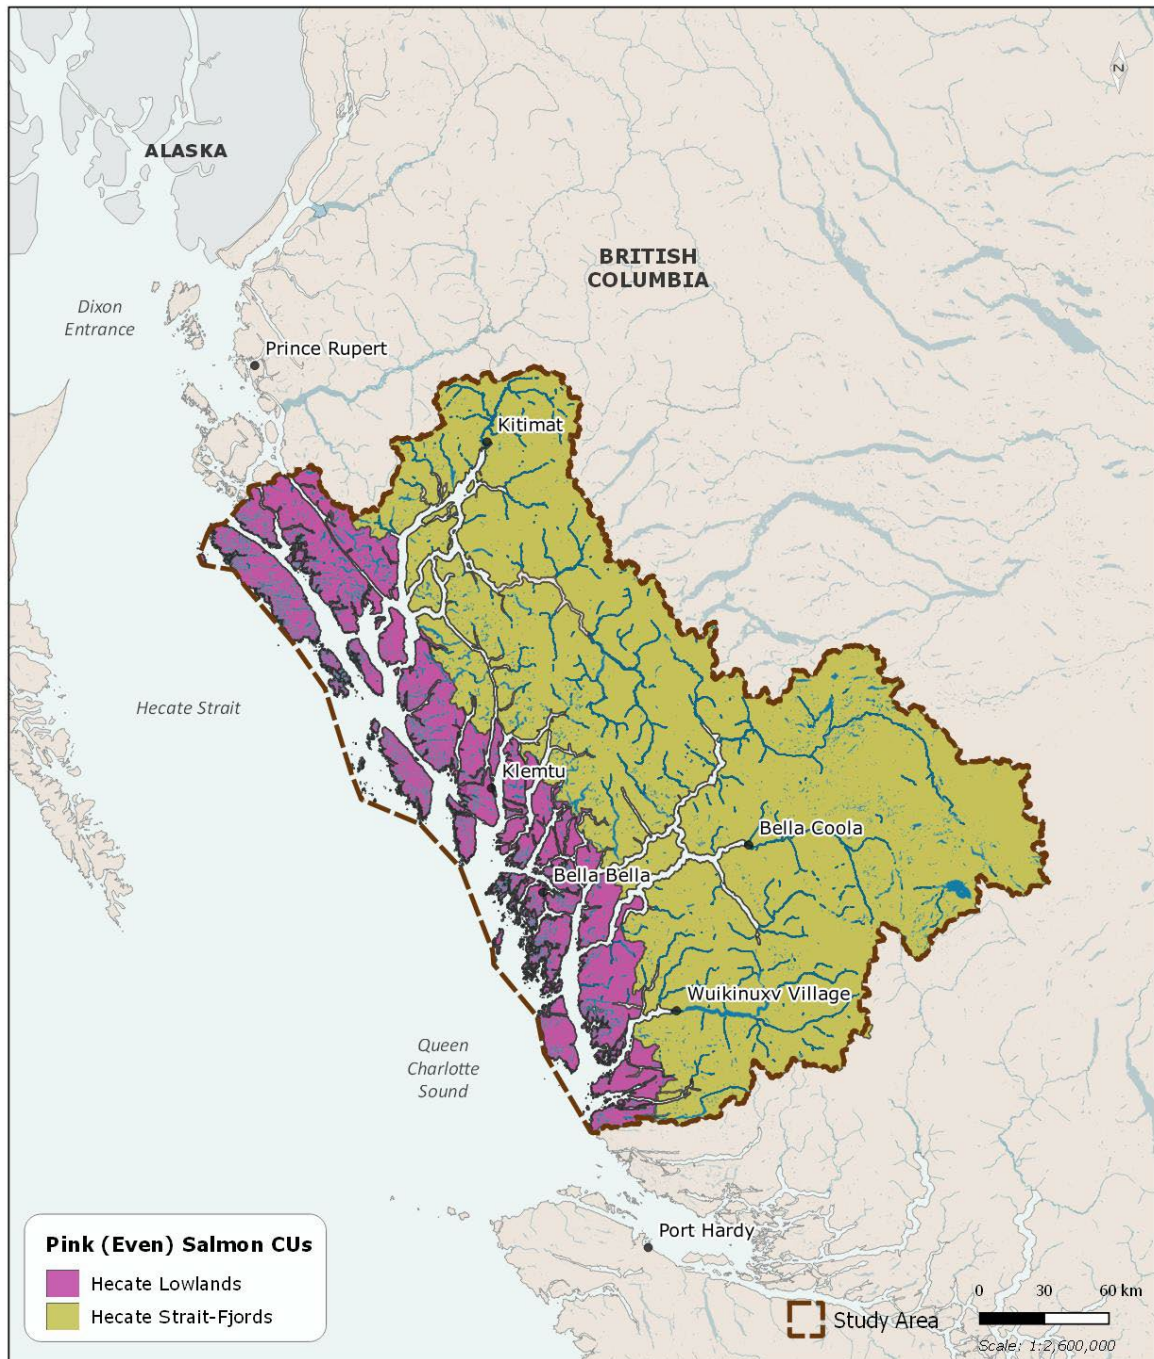 N
ALASKA
BRITISH
COLUMBIA
Dixon
Entrance
Prince Rupert
Kitimat
Hecate Strait
Klemtu
Bella Coola
Bella Bella
Wuikinuxv Village
Queen
Charlotte
Sound
Port Hardy
Pink (Even) Salmon CUs
Hecate Lowlands
Hecate Strait-Fjords
Study Area
0 30 60 km
Scale: 1:2,600,000